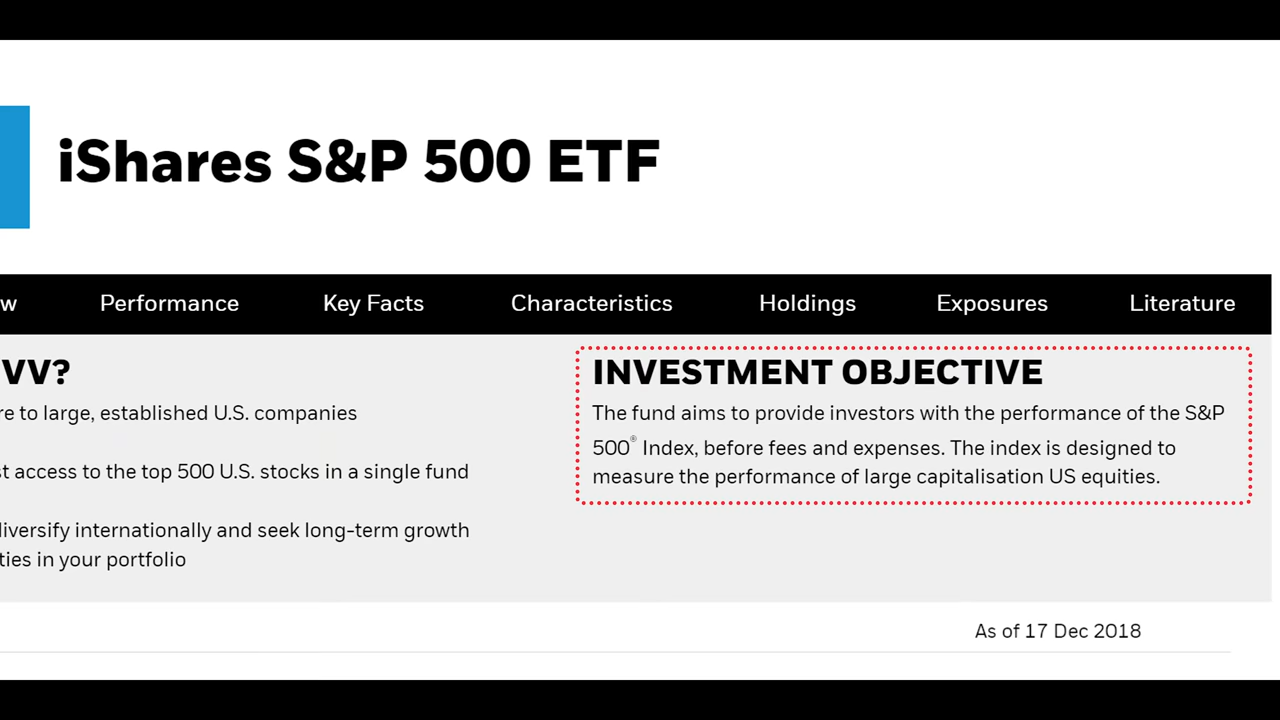 iShares S&P 500 ETF
w Performance Key Facts Characteristics Holdings Exposures Literature
VV?
re to large, established U.S. companies
st access to the top 500 U.S. stocks in a single fund
diversify internationally and seek long-term growth
ties in your portfolio
INVESTMENT OBJECTIVE
The fund aims to provide investors with the performance of the S&P
500® Index, before fees and expenses. The index is designed to
measure the performance of large capitalisation US equities.
As of 17 Dec 2018